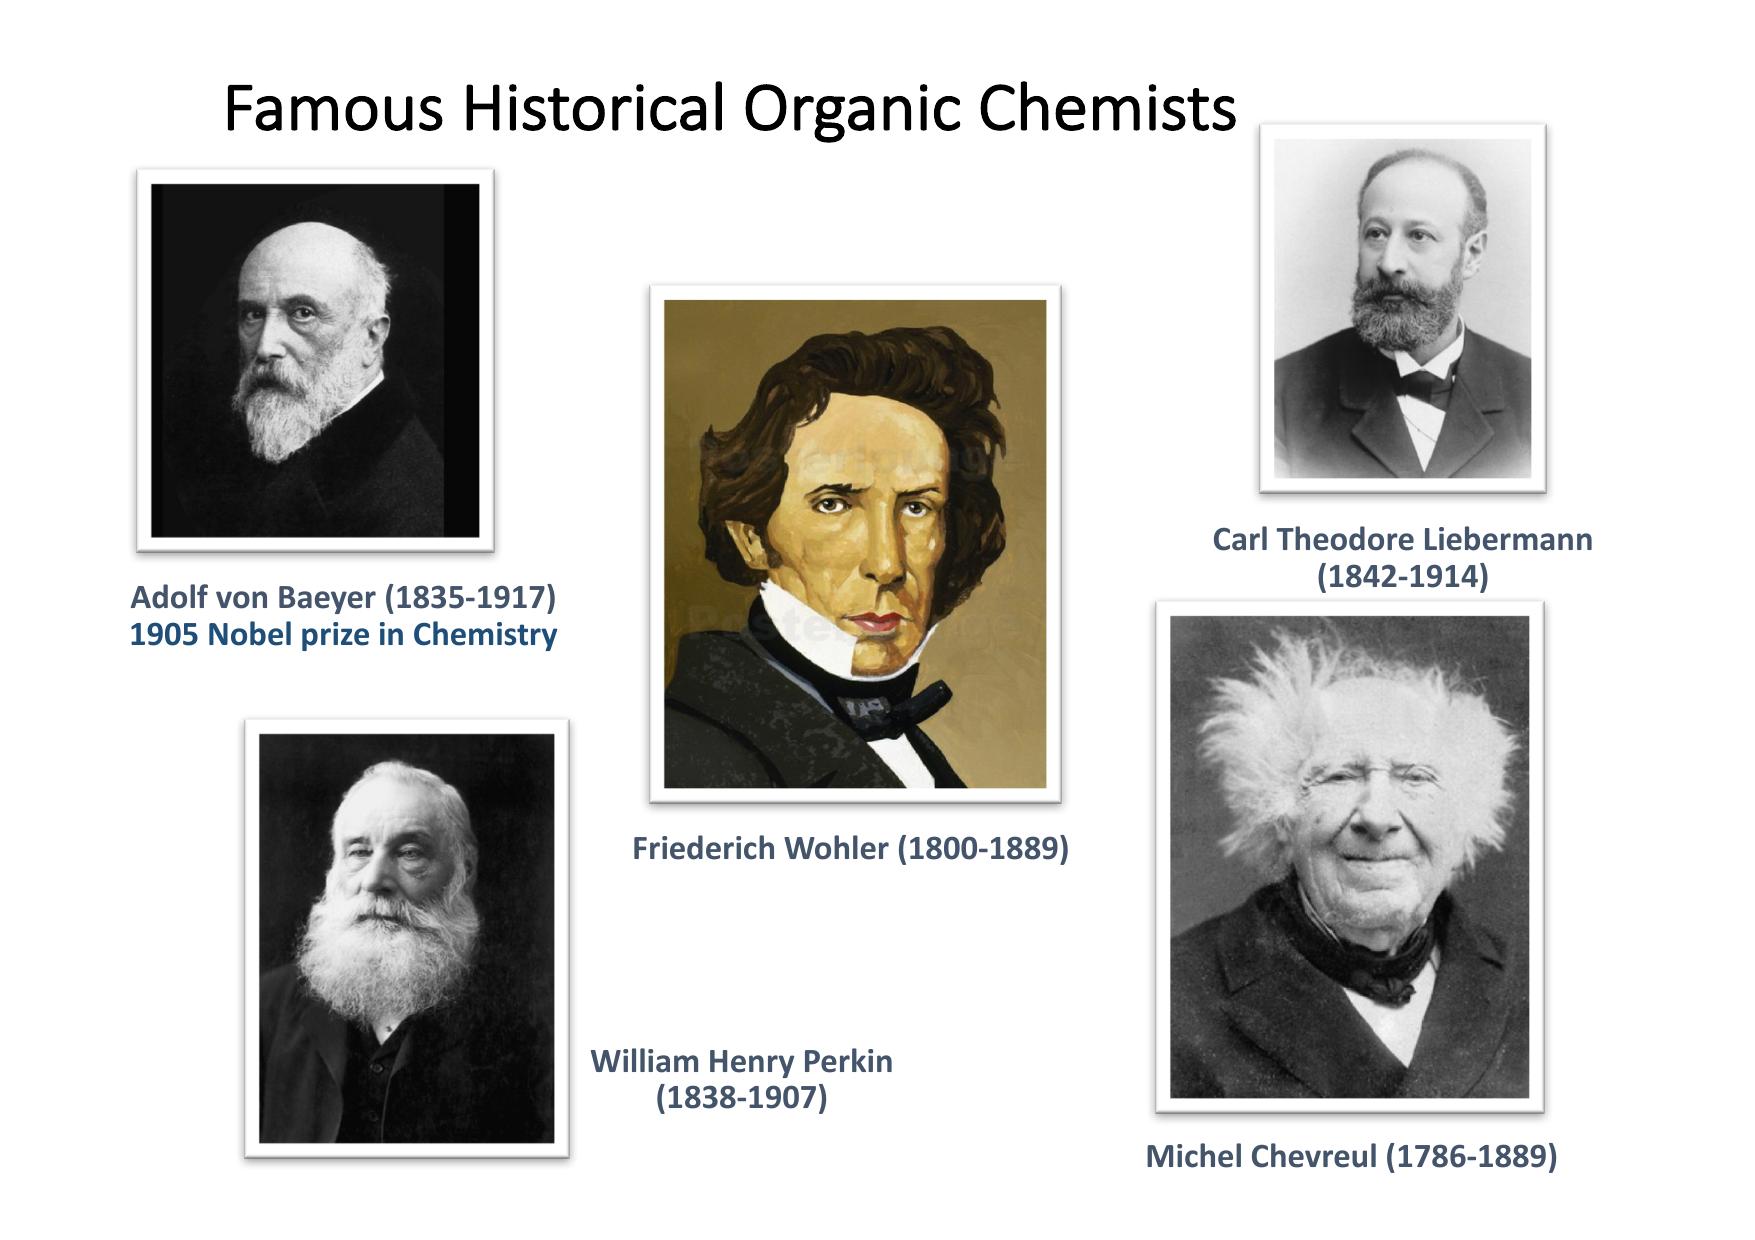 Famous Historical Organic Chemists
Adolf von Baeyer (1835-1917)
1905 Nobel prize in Chemistry
Carl Theodore Liebermann
(1842-1914)
Friederich Wohler (1800-1889)
William Henry Perkin
(1838-1907)
Michel Chevreul (1786-1889)